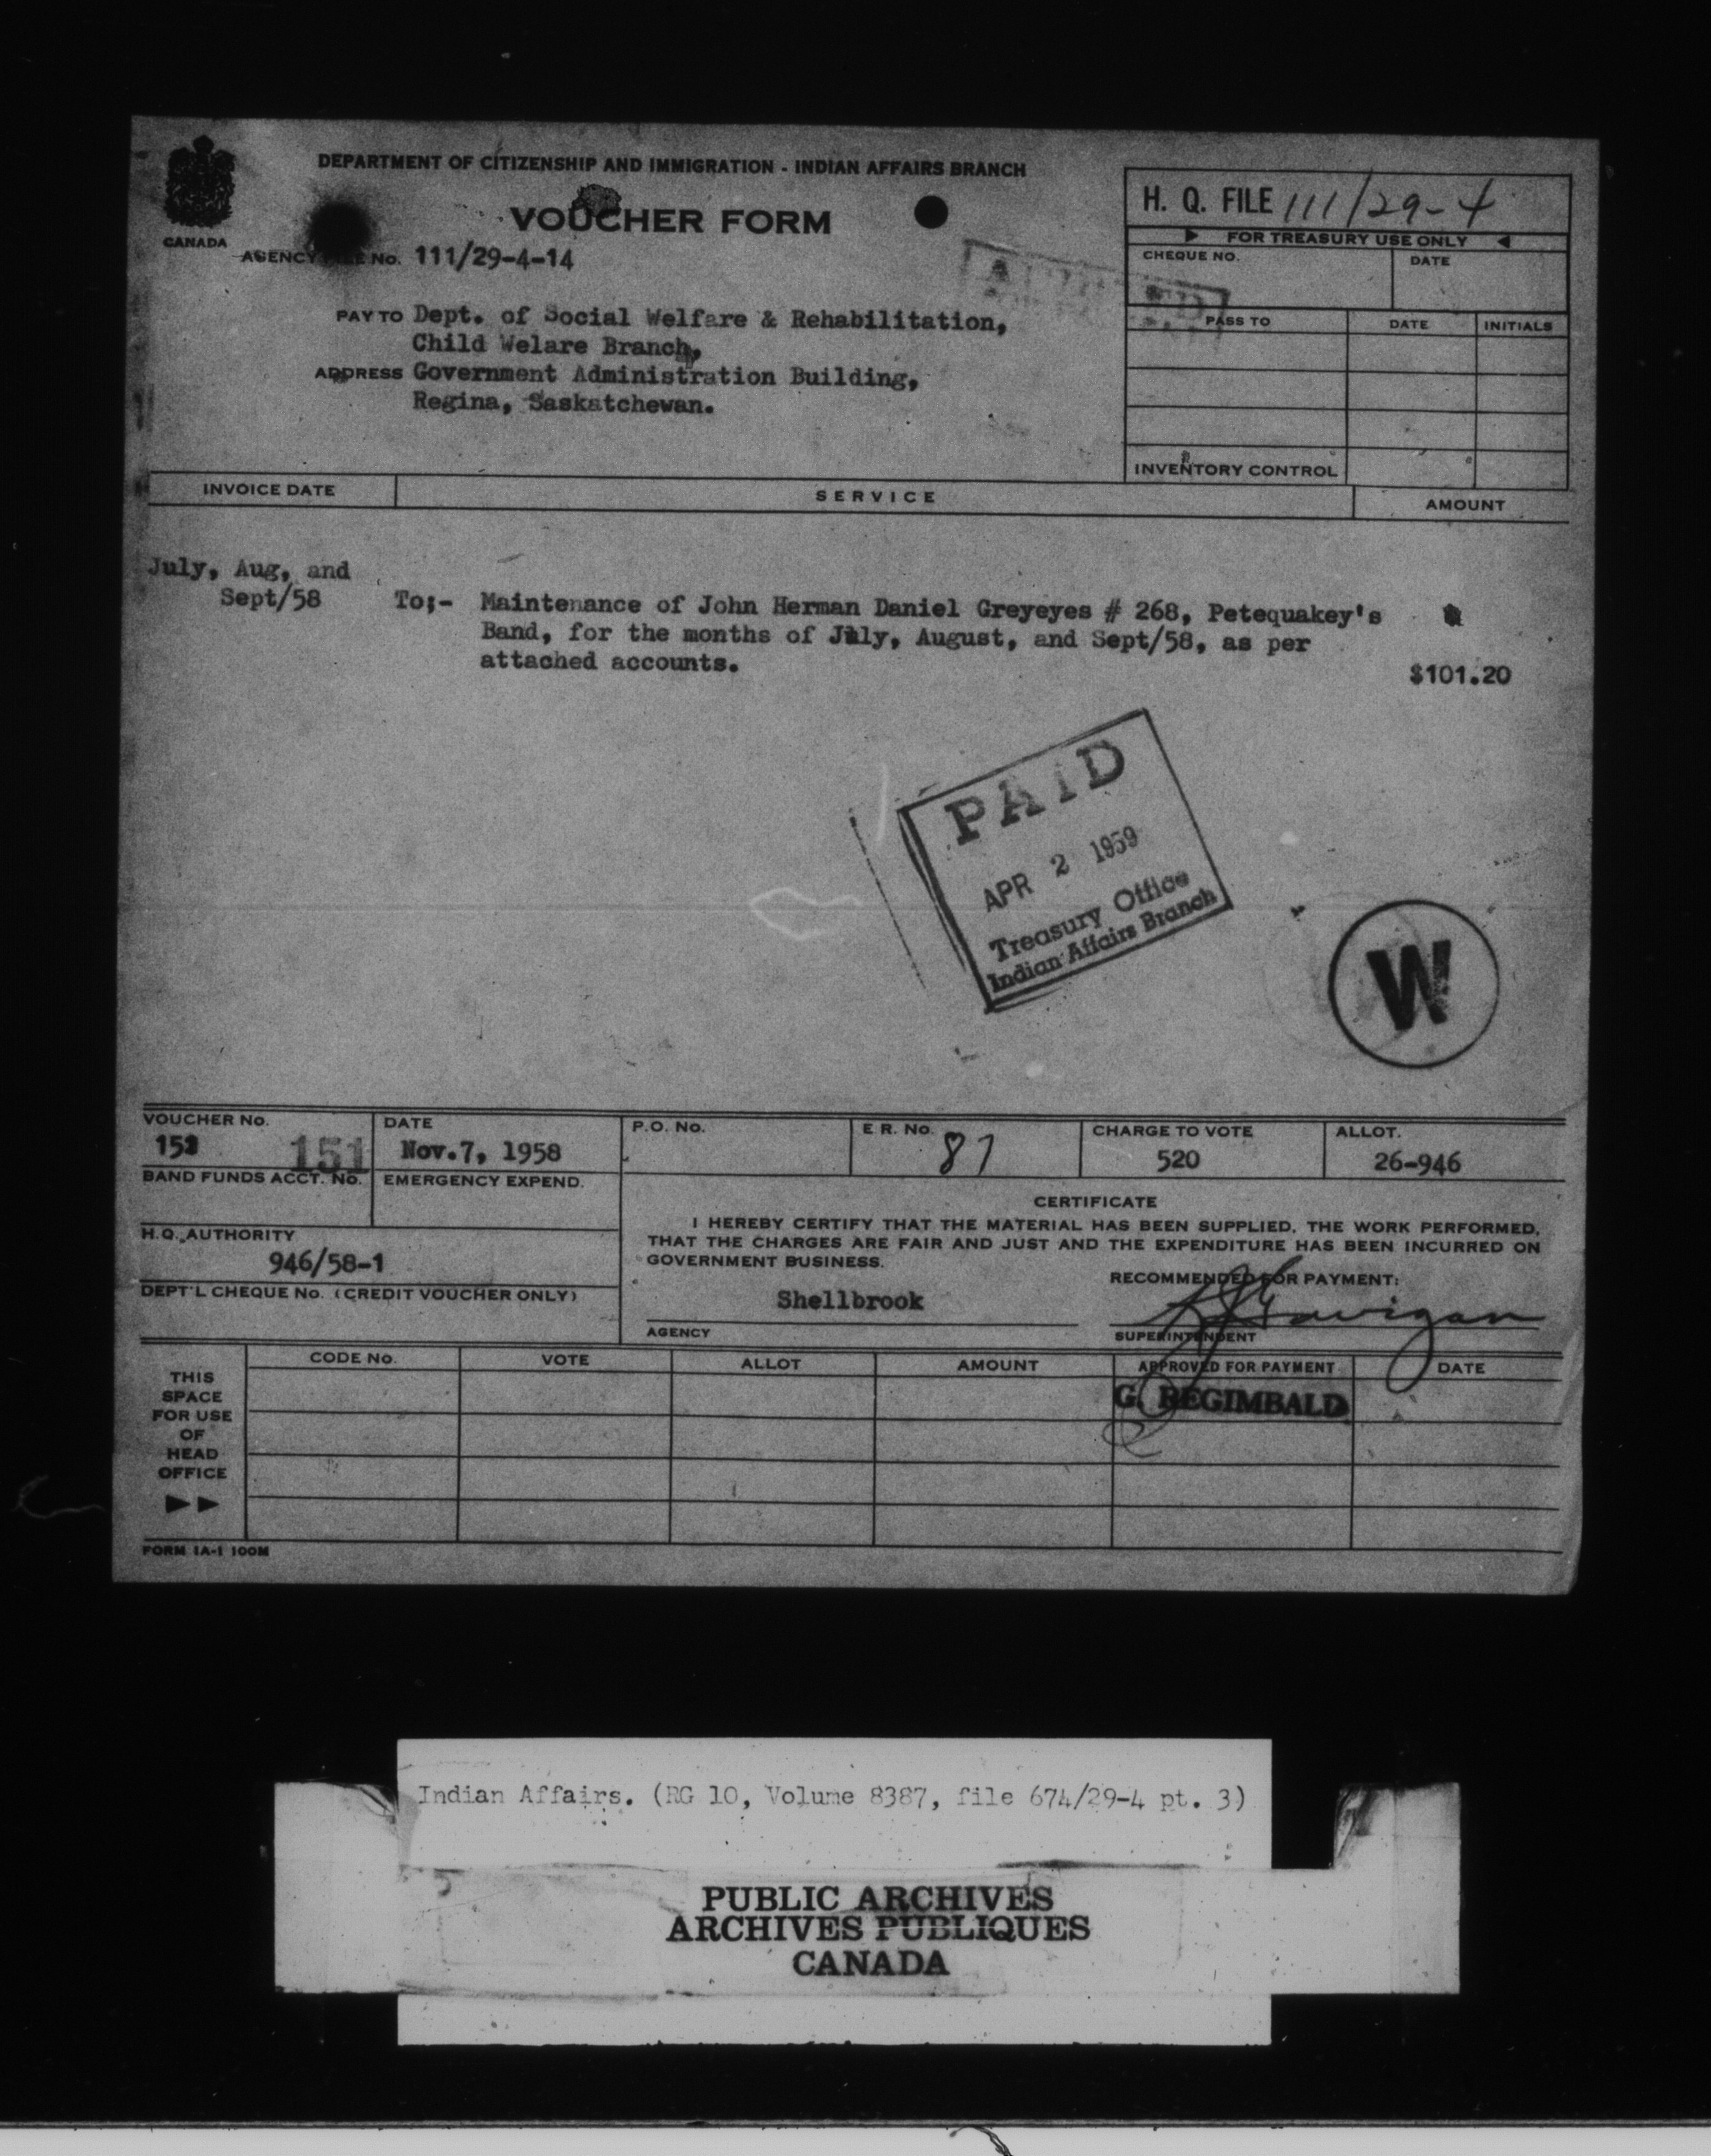 DEPARTMENT OF CITIZENSHIP AND IMMIGRATION - INDIAN AFFAIRS BRANCH
VOUCHER FORM
CANADA
AGENCY No. 111/29-4-14
H. Q. FILE 111/29-4
FOR TREASURY USE ONLY
CHEQUE NO. DATE
PASS TO DATE INITIALS
INVENTORY CONTROL
PAY TO Dept. of Social Welfare & Rehabilitation,
Child Welare Branch,
ADDRESS Government Administration Building,
Regina, Saskatchewan.
INVOICE DATE SERVICE AMOUNT
July, Aug, and
Sept/58 To;- Maintenance of John Herman Daniel Greyeyes # 268, Petequakey's
Band, for the months of July, August, and Sept/58, as per
attached accounts.
$101.20
PAID
APR 2 1959
Treasury Office
Indian Affairs Branch
W
VOUCHER No. DATE P.O. No. E.R. No. CHARGE TO VOTE ALLOT.
151 Nov.7, 1958 87 520 26-946
BAND FUNDS ACCT. No. EMERGENCY EXPEND.
H.Q. AUTHORITY
946/58-1
DEPT'L CHEQUE No. (CREDIT VOUCHER ONLY)
CERTIFICATE
I HEREBY CERTIFY THAT THE MATERIAL HAS BEEN SUPPLIED, THE WORK PERFORMED,
THAT THE CHARGES ARE FAIR AND JUST AND THE EXPENDITURE HAS BEEN INCURRED ON
GOVERNMENT BUSINESS.
RECOMMENDED FOR PAYMENT:
Shellbrook
AGENCY SUPERINTENDENT
THIS
SPACE
FOR USE
OF
HEAD
OFFICE
CODE No. VOTE ALLOT AMOUNT APPROVED FOR PAYMENT DATE
G. REGIMBALD
FORM IA-1 100M
Indian Affairs. (RG 10, Volume 8387, file 674/29-4 pt. 3)
PUBLIC ARCHIVES
ARCHIVES PUBLIQUES
CANADA